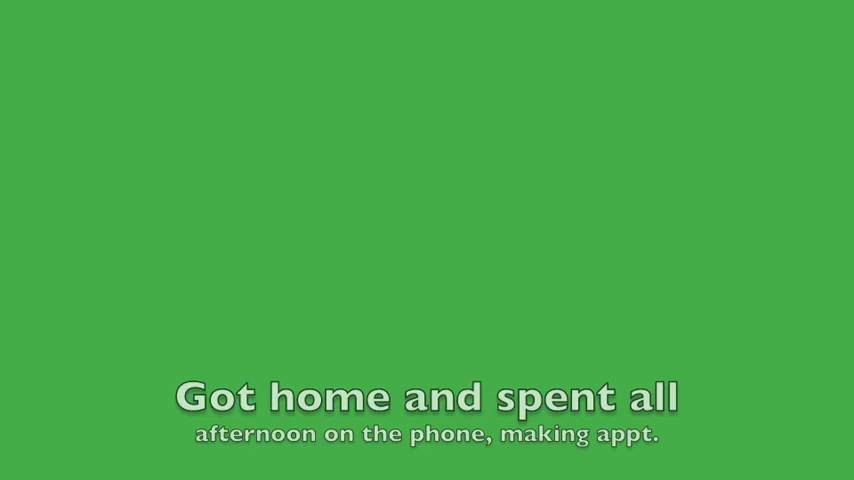 Got home and spent all
afternoon on the phone, making appt.